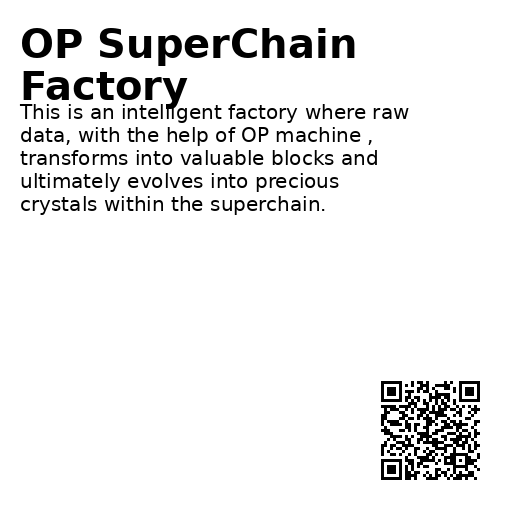 OP SuperChain
Factory
This is an intelligent factory where raw
data, with the help of OP machine ,
transforms into valuable blocks and
ultimately evolves into precious
crystals within the superchain.